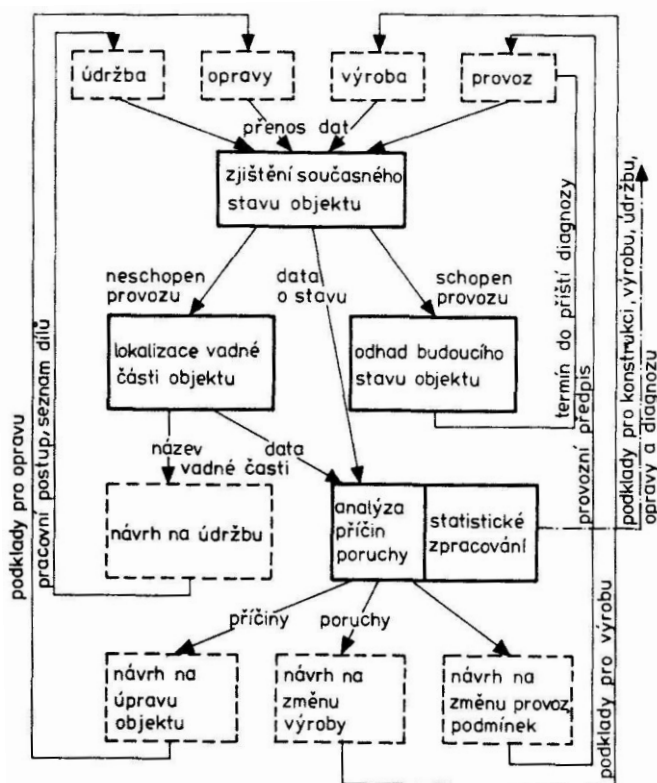 údržba
opravy
výroba
provoz
přenos dat
zjištění současného
stavu objektu
neschopen
provozu
data
o stavu
schopen
provozu
lokalizace vadné
části objektu
odhad budoucího
stavu objektu
název
vadné části
data
návrh na údržbu
analýza
příčin
poruchy
statistické
zpracování
příčiny
poruchy
návrh na
úpravu
objektu
návrh na
změnu
výroby
návrh na
změnu provoz.
podmínek
podklady pro opravu
pracovní postup, seznam dílů
termín do příští diagnozy
provozní předpis
podklady pro výrobu
podklady pro konstrukci, výrobu, údržbu,
opravy a diagnozu